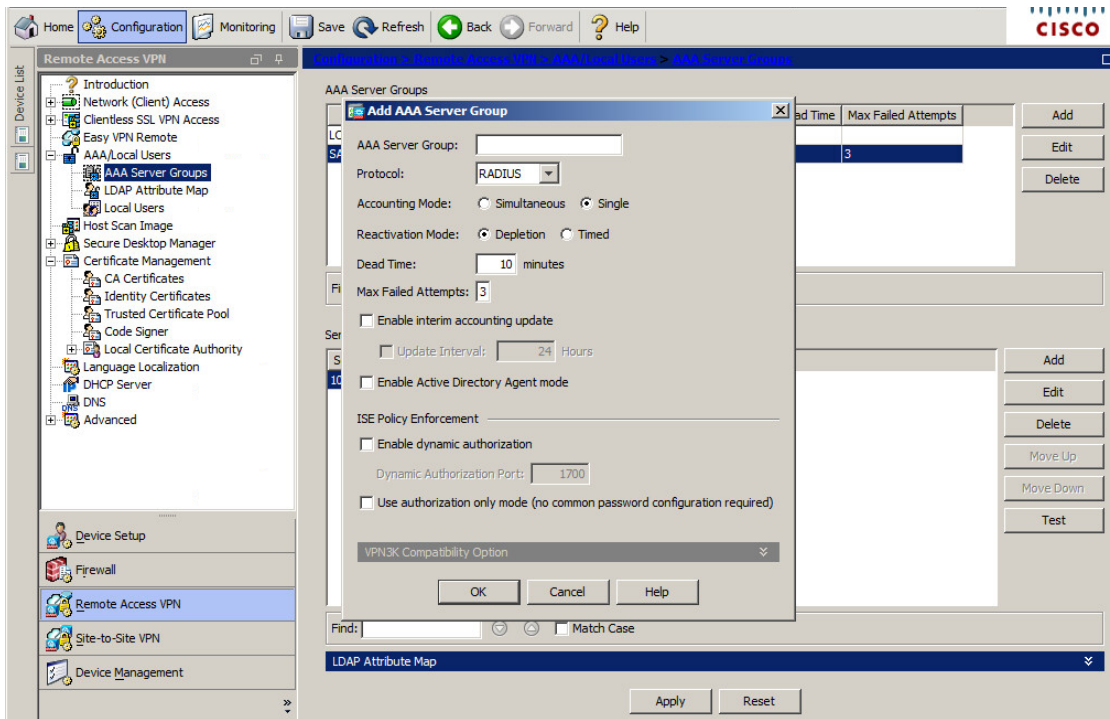 Home Configuration Monitoring Save Refresh Back Forward Help
CISCO
Device List
Remote Access VPN
Introduction
Network (Client) Access
Clientless SSL VPN Access
Easy VPN Remote
AAA/Local Users
AAA Server Groups
LDAP Attribute Map
Local Users
Host Scan Image
Secure Desktop Manager
Certificate Management
CA Certificates
Identity Certificates
Trusted Certificate Pool
Code Signer
Local Certificate Authority
Language Localization
DHCP Server
DNS
Advanced
Device Setup
Firewall
Remote Access VPN
Site-to-Site VPN
Device Management
Configuration > Remote Access VPN > AAA/Local Users > AAA Server Groups
AAA Server Groups
ad Time Max Failed Attempts
LO
SA 3
Add
Edit
Delete
Fi
Add AAA Server Group
AAA Server Group:
Protocol: RADIUS
Accounting Mode: Simultaneous Single
Reactivation Mode: Depletion Timed
Dead Time: 10 minutes
Max Failed Attempts: 3
Enable interim accounting update
Update Interval: 24 Hours
Enable Active Directory Agent mode
ISE Policy Enforcement
Enable dynamic authorization
Dynamic Authorization Port: 1700
Use authorization only mode (no common password configuration required)
VPN3K Compatibility Option
OK Cancel Help
Ser
S
10
Add
Edit
Delete
Move Up
Move Down
Test
Find: Match Case
LDAP Attribute Map
Apply Reset